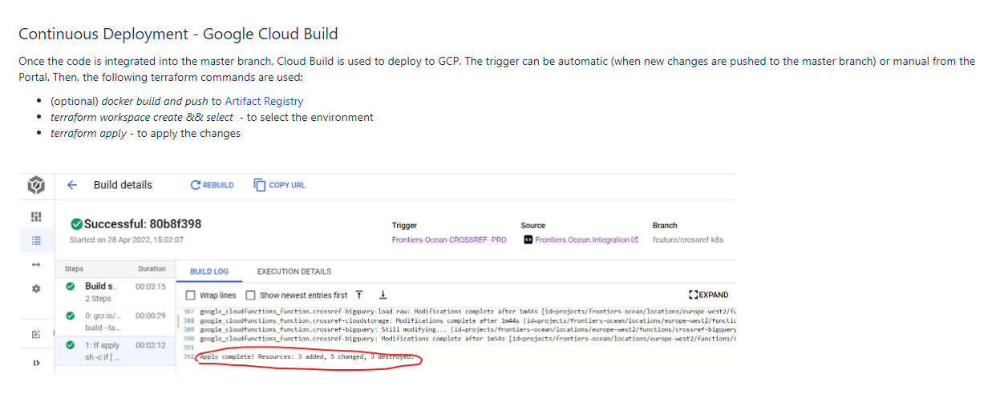 Continuous Deployment - Google Cloud Build
Once the code is integrated into the master branch, Cloud Build is used to deploy to GCP. The trigger can be automatic (when new changes are pushed to the master branch) or manual from the
Portal. Then, the following terraform commands are used:
(optional) docker build and push to Artifact Registry
terraform workspace create && select - to select the environment
terraform apply - to apply the changes
Build details
REBUILD
COPY URL
Successful: 80b8f398
Started on 28 Apr 2022, 15:02:07
Trigger
Frontiers-Ocean-CROSSREF-PRO
Source
Frontiers.Ocean.Integration
Branch
feature/crossref-k8s
Steps
Duration
BUILD LOG
EXECUTION DETAILS
Build s...
00:03:15
2 Steps
0: gcr.io/...
00:00:29
build --ta...
1: tf apply
00:02:12
sh -c if [ ...
Wrap lines
Show newest entries first
EXPAND
387 google_cloudfunctions_function.crossref-bigquery-load-raw: Modifications complete after 1m44s [id=projects/frontiers-ocean/locations/europe-west2/fu
388 google_cloudfunctions_function.crossref-cloudstorage: Modifications complete after 1m44s [id=projects/frontiers-ocean/locations/europe-west2/functio
389 google_cloudfunctions_function.crossref-bigquery: Still modifying... [id=projects/frontiers-ocean/locations/europe-west2/functions/crossref-bigquery
390 google_cloudfunctions_function.crossref-bigquery: Modifications complete after 1m54s [id=projects/frontiers-ocean/locations/europe-west2/functions/c
391
392 Apply complete! Resources: 3 added, 5 changed, 3 destroyed.